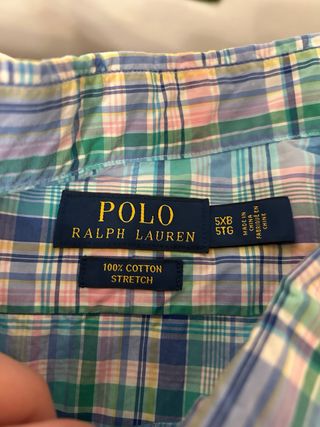 POLO
RALPH LAUREN
5XB
5TG
MADE IN
CHINA
FABRIQUÉ EN
CHINE
100% COTTON
STRETCH